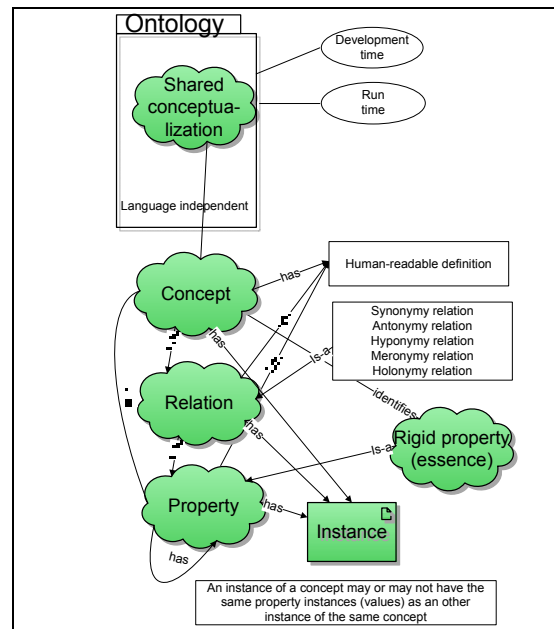 Ontology
Development
time
Shared
conceptua-
lization
Run
time
Language independent
has
Human-readable definition
Concept
Synonymy relation
Antonymy relation
Hyponymy relation
Meronymy relation
Holonymy relation
has
Is-a
identifies
Relation
has
Rigid property
(essence)
Is-a
Property
has
Instance
has
An instance of a concept may or may not have the
same property instances (values) as an other
instance of the same concept